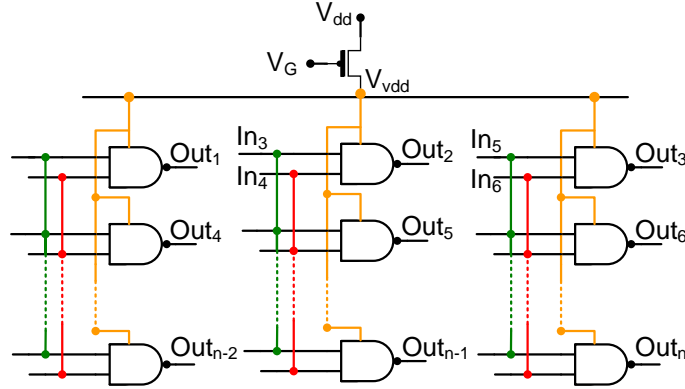 V_dd
V_G
V_vdd
In_3
In_5
Out_1
Out_2
Out_3
In_4
In_6
Out_4
Out_5
Out_6
Out_n-2
Out_n-1
Out_n